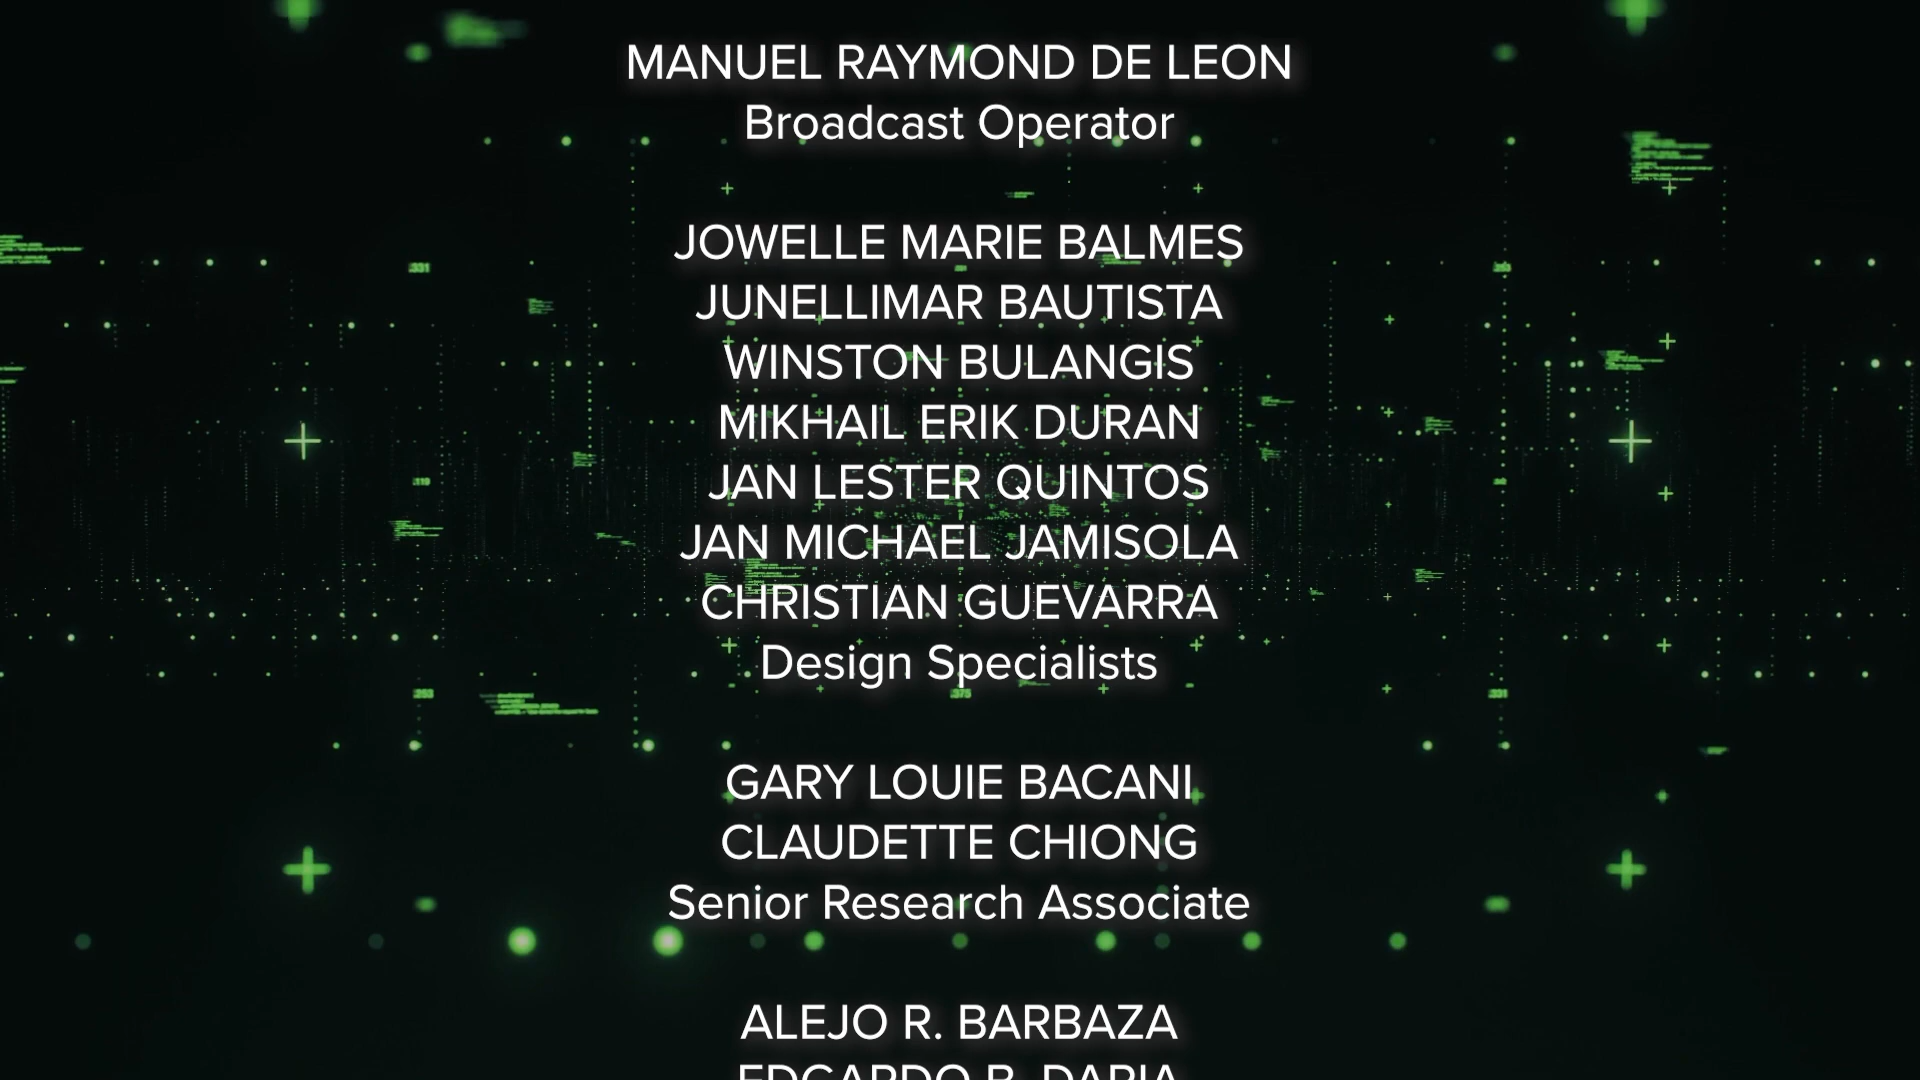 MANUEL RAYMOND DE LEON
Broadcast Operator
JOWELLE MARIE BALMES
JUNELLIMAR BAUTISTA
WINSTON BULANGIS
MIKHAIL ERIK DURAN
JAN LESTER QUINTOS
JAN MICHAEL JAMISOLA
CHRISTIAN GUEVARRA
Design Specialists
GARY LOUIE BACANI
CLAUDETTE CHIONG
Senior Research Associate
ALEJO R. BARBAZA